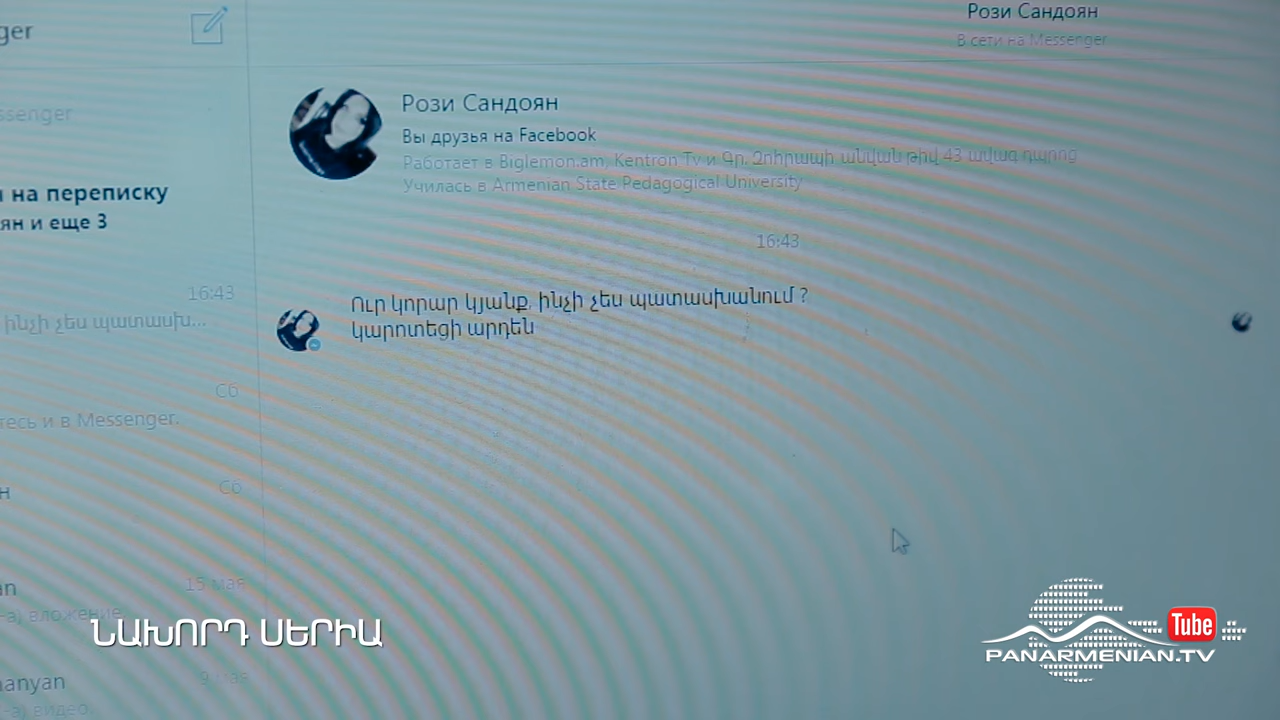 ger
Рози Сандоян
В сети на Messenger
Рози Сандоян
Вы друзья на Facebook
Работает в Biglemon.am, Kentron Tv и Գր. Զոհրապի անվան թիվ 43 ավագ դպրոց
Училась в Armenian State Pedagogical University
ssenger
на переписку
ян и еще 3
16:43
16:43
ինչի չես պատասխ...
Ուր կորար կյանք, ինչի չես պատասխանում ?
կարոտեցի արդեն
Сб
тесь и в Messenger.
Сб
н
an
15 мая
-а) вложение.
ՆԱԽՈՐԴ ՍԵՐԻԱ
Tube
PANARMENIAN.TV
anyan
9 мая
-а) видео.